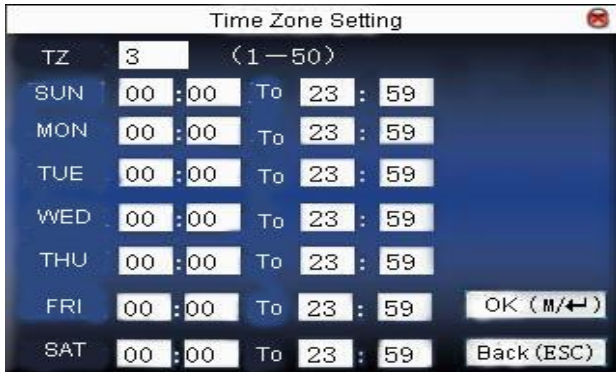 Time Zone Setting
TZ 3 (1—50)
SUN 00 :00 To 23 : 59
MON 00 :00 To 23 : 59
TUE 00 :00 To 23 : 59
WED 00 :00 To 23 : 59
THU 00 :00 To 23 : 59
FRI 00 :00 To 23 : 59 OK (M/↵)
SAT 00 :00 To 23 : 59 Back (ESC)